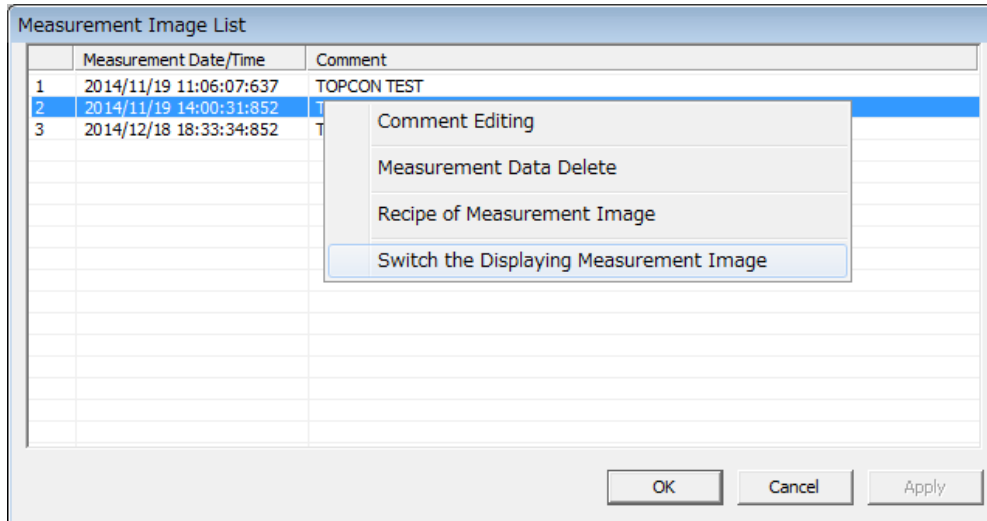 Measurement Image List
Measurement Date/Time Comment
1 2014/11/19 11:06:07:637 TOPCON TEST
2 2014/11/19 14:00:31:852 T
3 2014/12/18 18:33:34:852 T
Comment Editing
Measurement Data Delete
Recipe of Measurement Image
Switch the Displaying Measurement Image
OK Cancel Apply